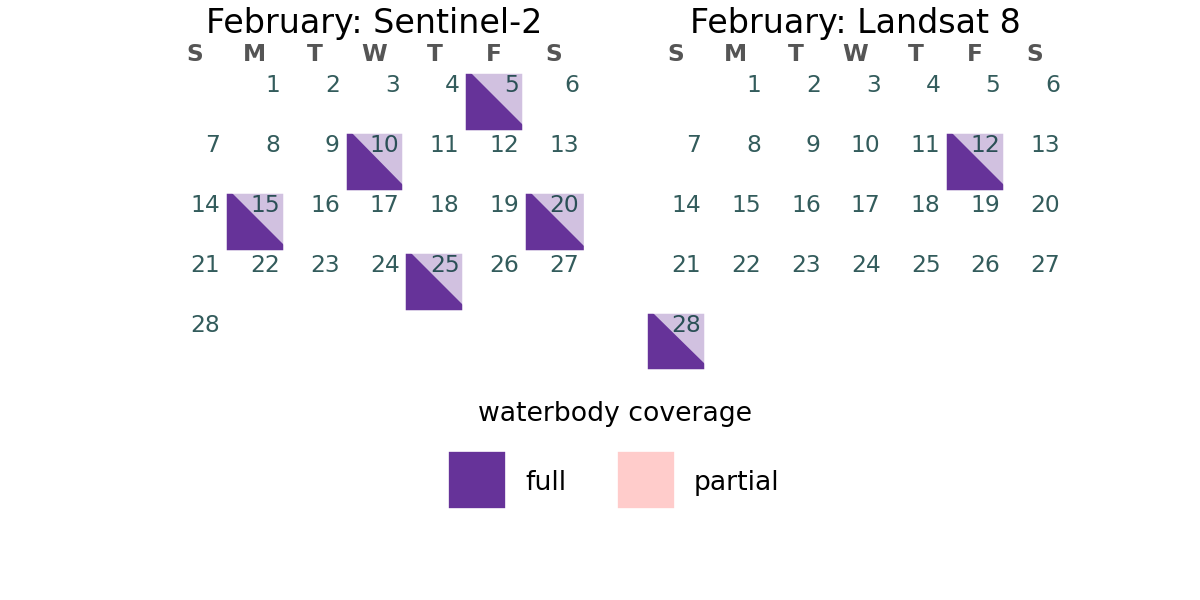 February: Sentinel-2
S M T W T F S
1 2 3 4 5 6
7 8 9 10 11 12 13
14 15 16 17 18 19 20
21 22 23 24 25 26 27
28
February: Landsat 8
S M T W T F S
1 2 3 4 5 6
7 8 9 10 11 12 13
14 15 16 17 18 19 20
21 22 23 24 25 26 27
28
waterbody coverage
full partial